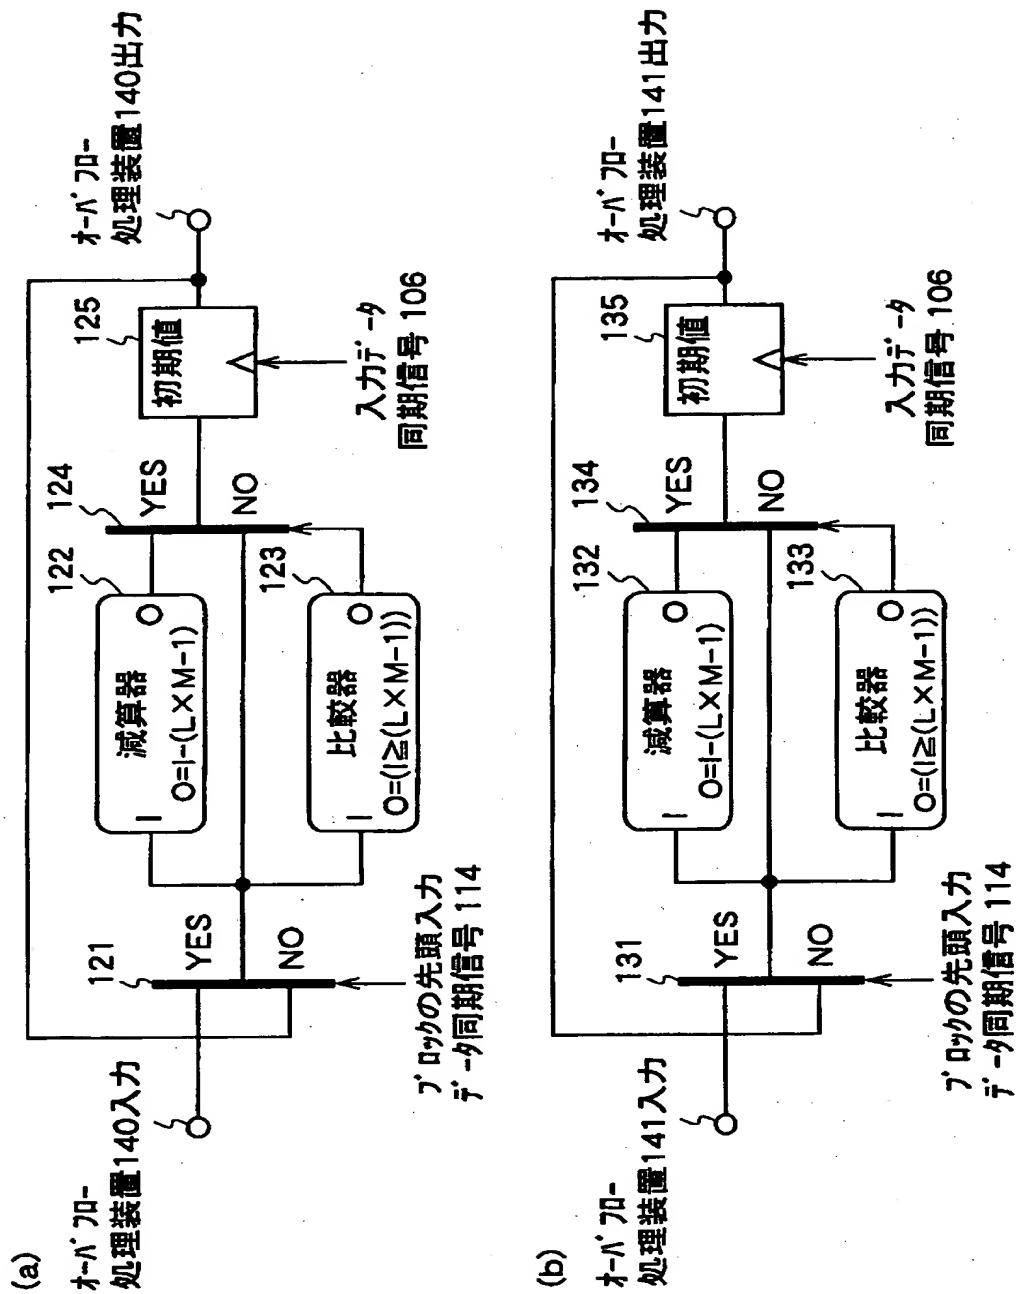 (a)
オーバフロー
処理装置140入力
121
YES
NO
ブロックの先頭入力
データ同期信号 114
122
減算器
I
O
O=I-(L×M-1)
123
比較器
I
O
O=(I≧(L×M-1))
124
YES
NO
125
初期値
入力データ
同期信号 106
オーバフロー
処理装置140出力
(b)
オーバフロー
処理装置141入力
131
YES
NO
ブロックの先頭入力
データ同期信号 114
132
減算器
I
O
O=I-(L×M-1)
133
比較器
I
O
O=(I≧(L×M-1))
134
YES
NO
135
初期値
入力データ
同期信号 106
オーバフロー
処理装置141出力